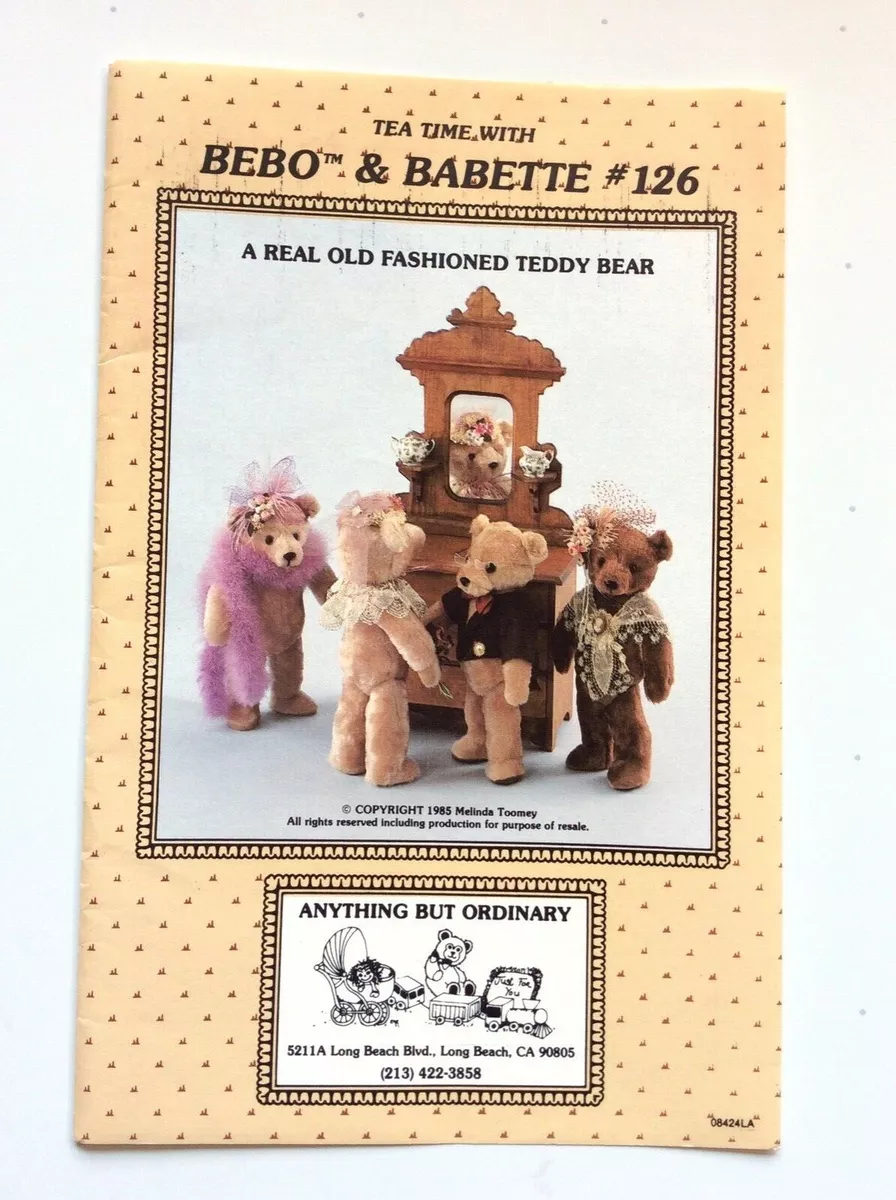 TEA TIME WITH
BEBO™ & BABETTE #126
A REAL OLD FASHIONED TEDDY BEAR
© COPYRIGHT 1985 Melinda Toomey
All rights reserved including production for purpose of resale.
ANYTHING BUT ORDINARY
Just For
You
5211A Long Beach Blvd., Long Beach, CA 90805
(213) 422-3858
08424LA